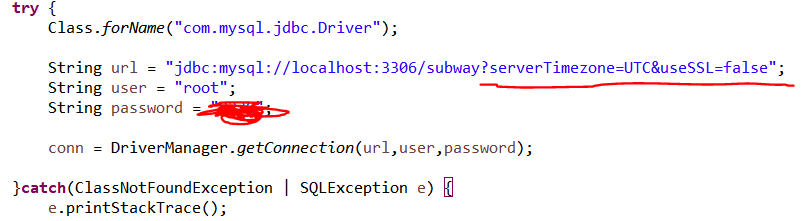 try {
Class.forName("com.mysql.jdbc.Driver");
String url = "jdbc:mysql://localhost:3306/subway?serverTimezone=UTC&useSSL=false";
String user = "root";
String password = "
";
conn = DriverManager.getConnection(url,user,password);
}catch(ClassNotFoundException | SQLException e) {
e.printStackTrace();